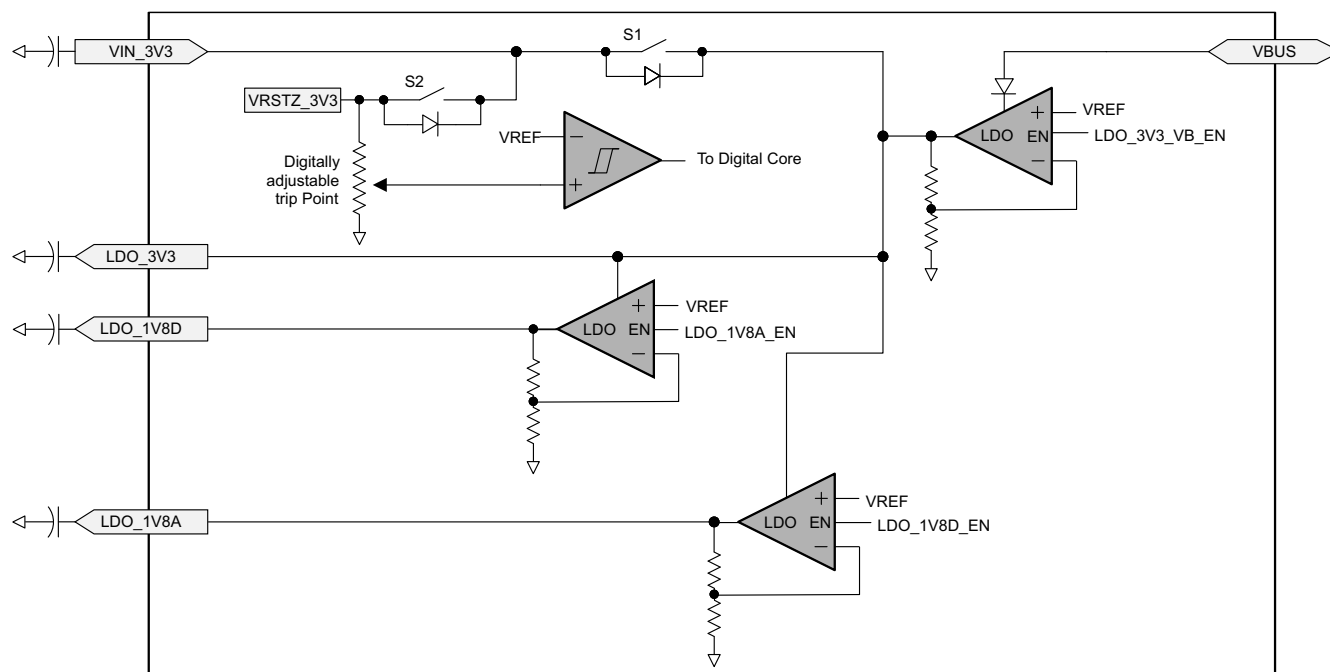 S1
VIN_3V3
VBUS
S2
VRSTZ_3V3
VREF
+
VREF
LDO
EN
LDO_3V3_VB_EN
−
−
To Digital Core
Digitally
adjustable
trip Point
+
LDO_3V3
+
VREF
LDO_1V8D
LDO
EN
LDO_1V8A_EN
−
+
VREF
LDO_1V8A
LDO
EN
LDO_1V8D_EN
−